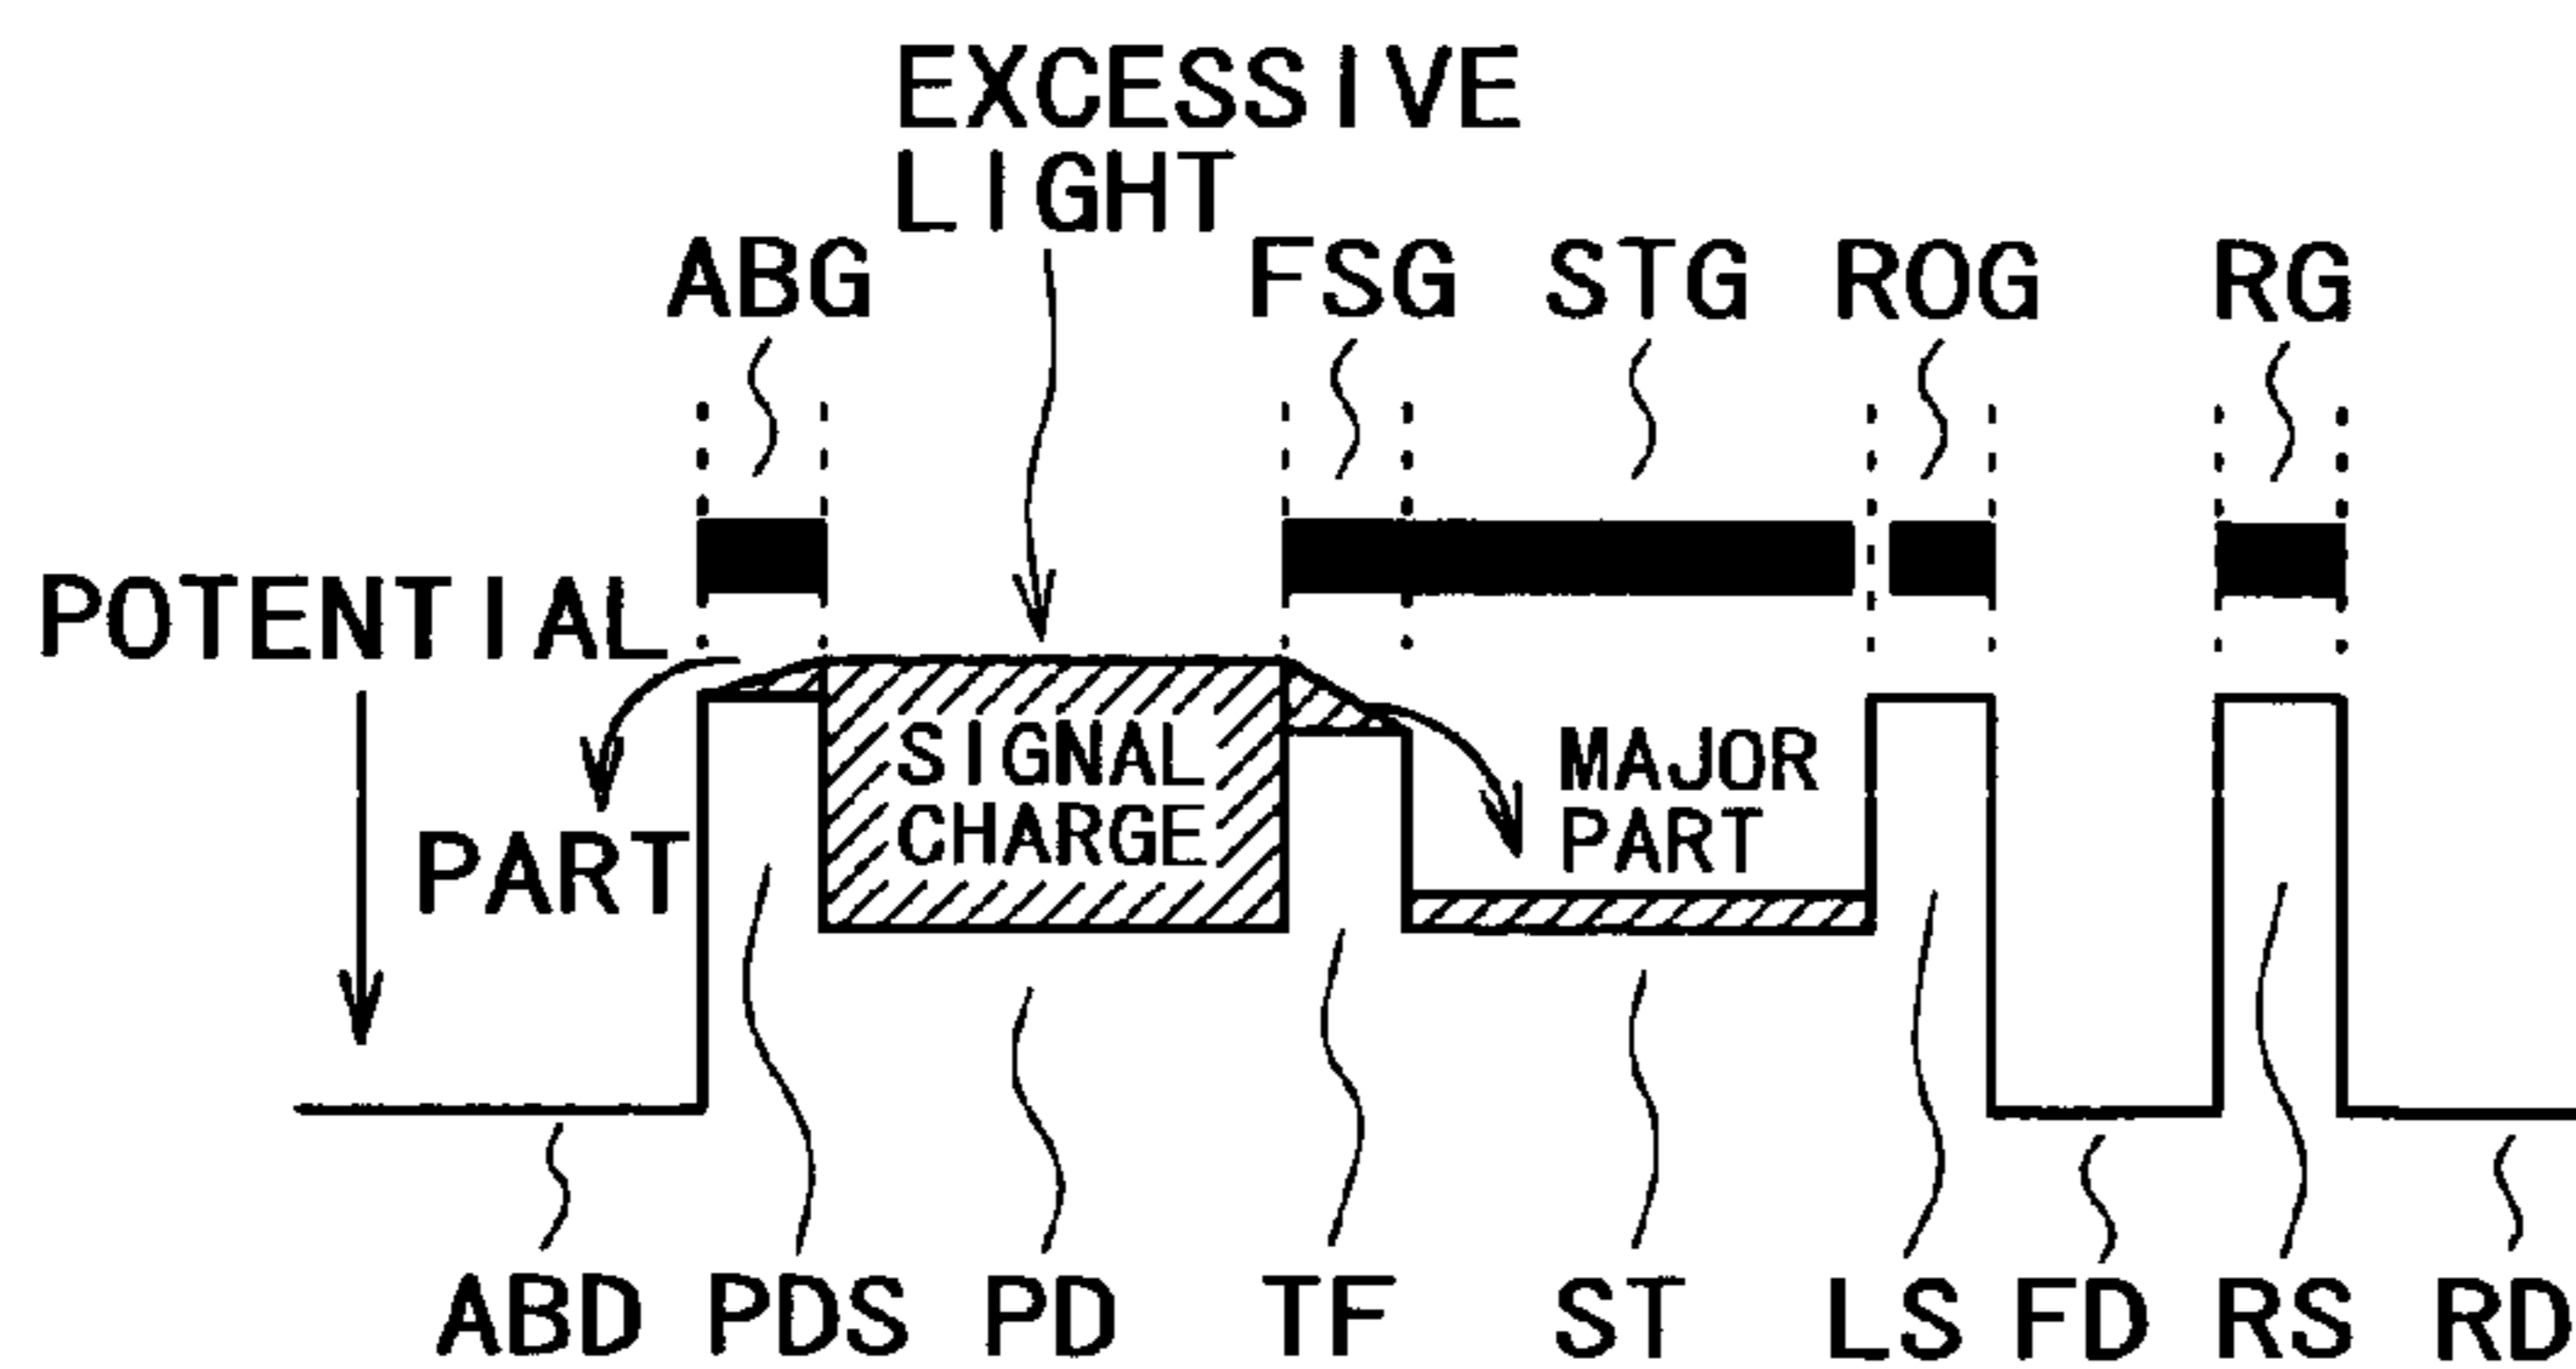 EXCESSIVE
LIGHT
ABG
FSG
STG
ROG
RG
POTENTIAL
SIGNAL
CHARGE
MAJOR
PART
PART
ABD
PDS
PD
TF
ST
LS
FD
RS
RD